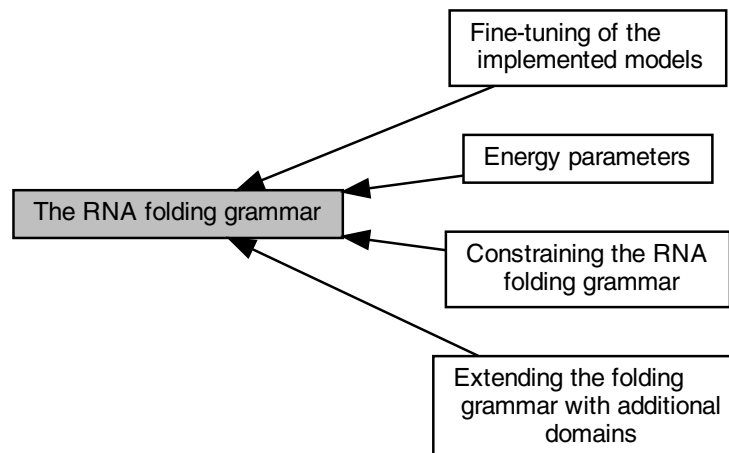 Fine-tuning of the
implemented models
Energy parameters
The RNA folding grammar
Constraining the RNA
folding grammar
Extending the folding
grammar with additional
domains